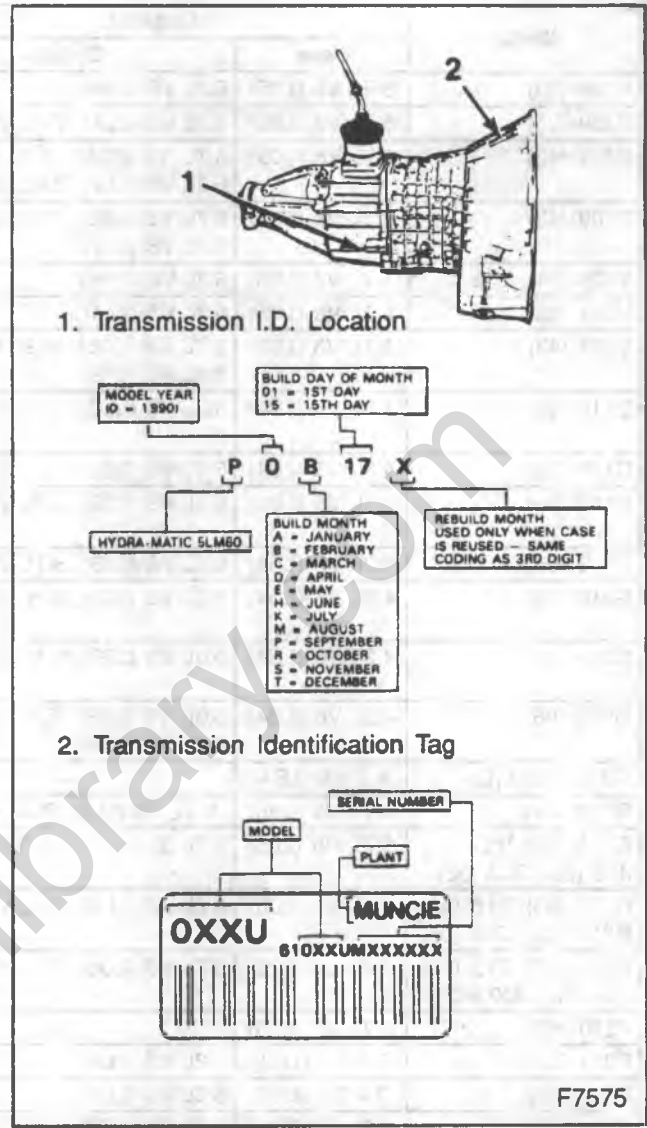 2
1
1. Transmission I.D. Location
MODEL YEAR
(0 = 1990)
BUILD DAY OF MONTH
01 = 1ST DAY
15 = 15TH DAY
P 0 B 17 X
HYDRA-MATIC 5LM60
BUILD MONTH
A = JANUARY
B = FEBRUARY
C = MARCH
D = APRIL
E = MAY
H = JUNE
K = JULY
M = AUGUST
P = SEPTEMBER
R = OCTOBER
S = NOVEMBER
T = DECEMBER
REBUILD MONTH
USED ONLY WHEN CASE
IS REUSED — SAME
CODING AS 3RD DIGIT
2. Transmission Identification Tag
SERIAL NUMBER
MODEL
PLANT
MUNCIE
0XXU
610XXUMXXXXXX
F7575
library.com